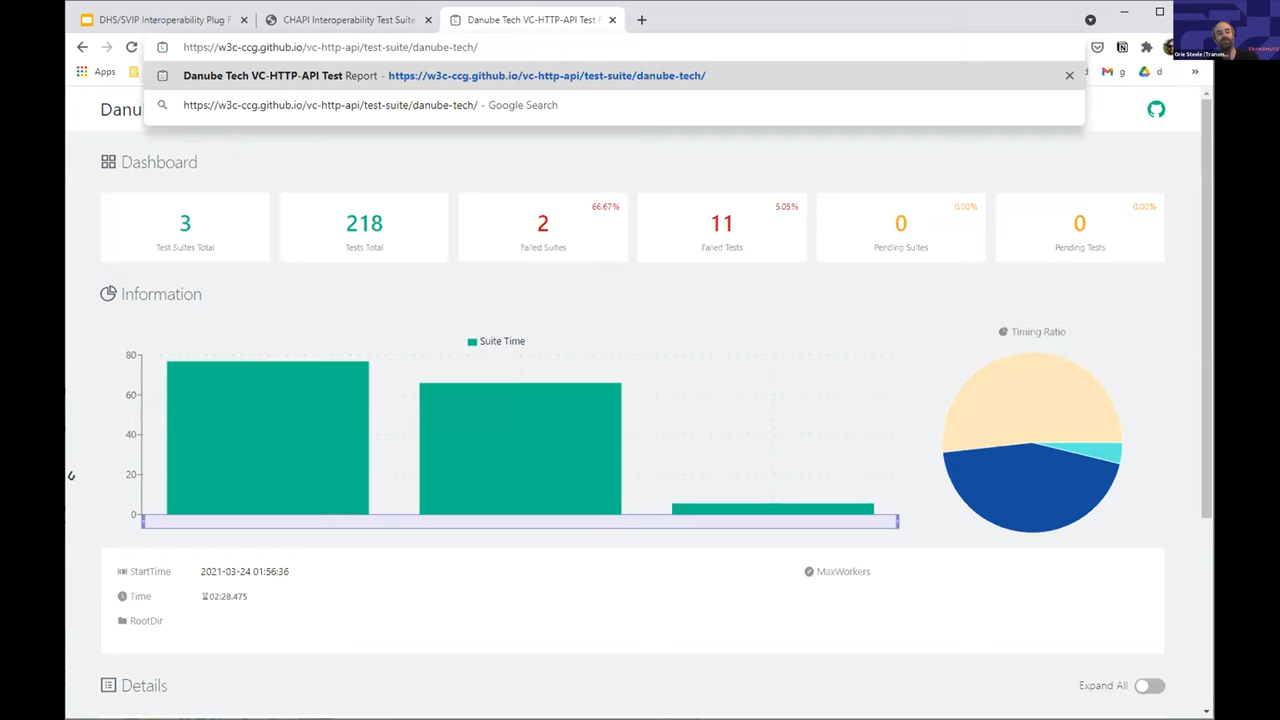 DHS/SVIP Interoperability Plug F
CHAPI Interoperability Test Suite
Danube Tech VC-HTTP-API Test F
https://w3c-ccg.github.io/vc-http-api/test-suite/danube-tech/
Apps
g
d
»
Orie Steele (Transm...
Danube Tech VC-HTTP-API Test Report - https://w3c-ccg.github.io/vc-http-api/test-suite/danube-tech/
https://w3c-ccg.github.io/vc-http-api/test-suite/danube-tech/ - Google Search
Danu
Dashboard
3
Test Suites Total
218
Tests Total
66.67%
2
Failed Suites
5.05%
11
Failed Tests
0.00%
0
Pending Suites
0.00%
0
Pending Tests
Information
Suite Time
Timing Ratio
80
60
40
20
0
StartTime 2021-03-24 01:56:36
MaxWorkers
Time 02:28.475
RootDir
Details
Expand All